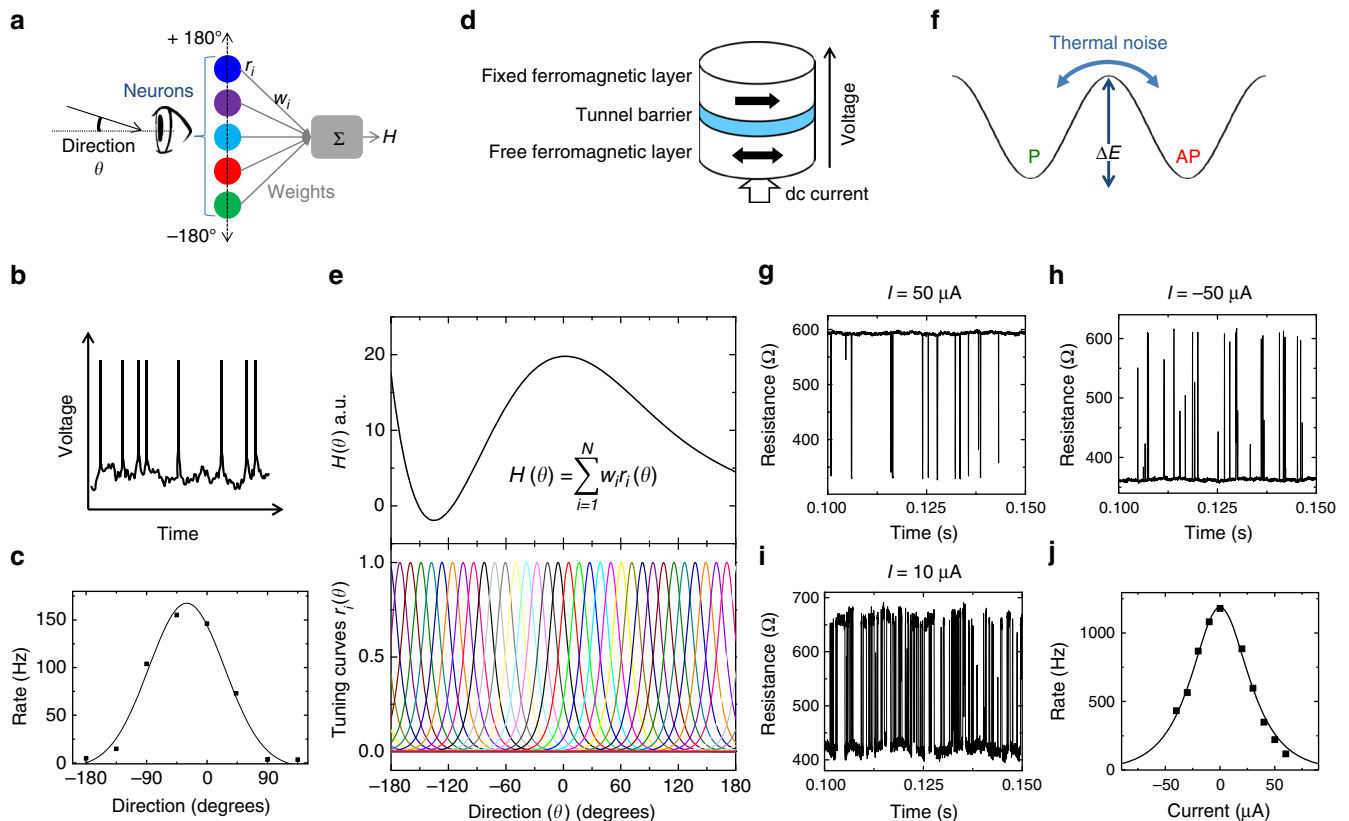 a
+ 180°
Neurons
r_i
w_i
Σ
H
Direction
θ
Weights
−180°
b
Voltage
Time
c
Rate (Hz)
150
100
50
0
−180
−90
0
90
Direction (degrees)
d
Fixed ferromagnetic layer
Tunnel barrier
Free ferromagnetic layer
Voltage
dc current
e
H(θ) a.u.
20
10
0
H (θ) = ∑_{i=1}^{N} w_i r_i (θ)
Tuning curves r_i(θ)
1.0
0.5
0.0
−180
−120
−60
0
60
120
180
Direction (θ) (degrees)
f
Thermal noise
P
ΔE
AP
g
I = 50 μA
Resistance (Ω)
600
500
400
0.100
0.125
0.150
Time (s)
h
I = −50 μA
Resistance (Ω)
600
500
400
0.100
0.125
0.150
Time (s)
i
I = 10 μA
Resistance (Ω)
700
600
500
400
0.100
0.125
0.150
Time (s)
j
Rate (Hz)
1000
500
0
−50
0
50
Current (μA)